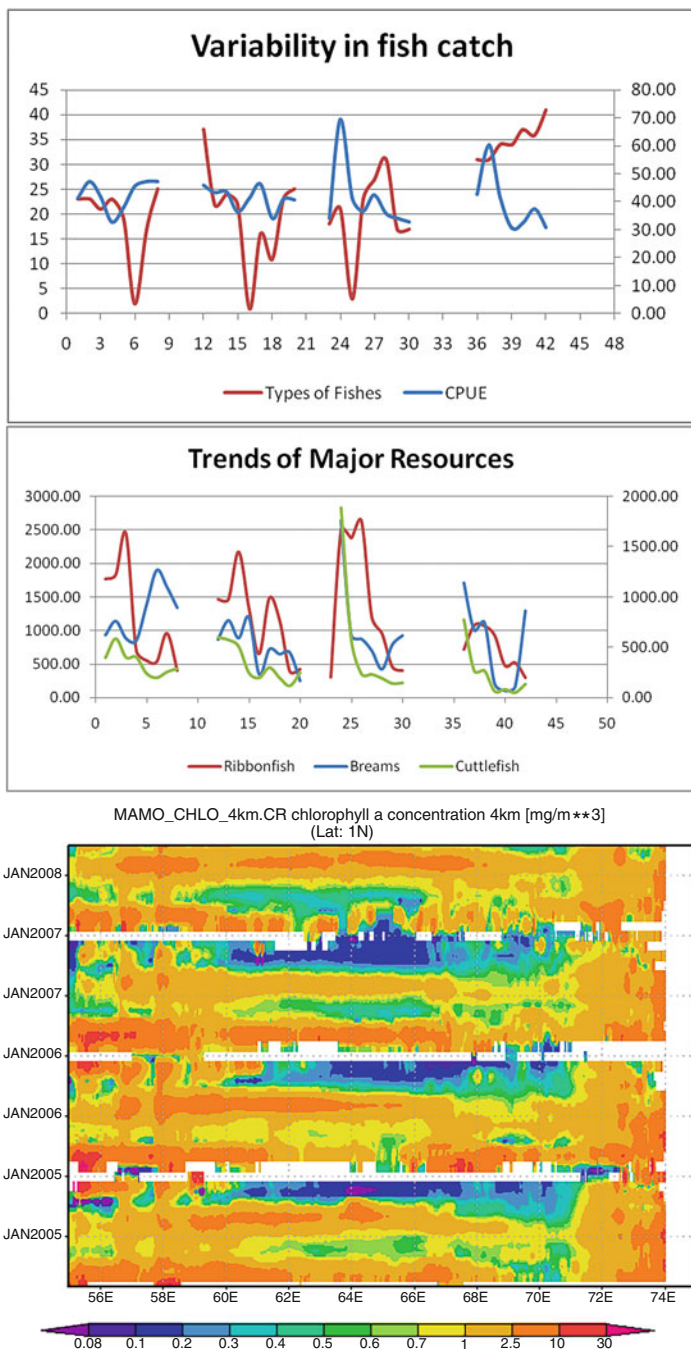 Variability in fish catch
45 80.00
40 70.00
35 60.00
30 50.00
25 40.00
20 30.00
15 20.00
10 10.00
5 0.00
0
0 3 6 9 12 15 18 21 24 27 30 33 36 39 42 45 48
Types of Fishes CPUE
Trends of Major Resources
3000.00 2000.00
2500.00 1500.00
2000.00 1000.00
1500.00 500.00
1000.00 0.00
500.00
0.00
0 5 10 15 20 25 30 35 40 45 50
Ribbonfish Breams Cuttlefish
MAMO_CHLO_4km.CR chlorophyll a concentration 4km [mg/m**3]
(Lat: 1N)
JAN2008
JAN2007
JAN2007
JAN2006
JAN2006
JAN2005
JAN2005
56E 58E 60E 62E 64E 66E 68E 70E 72E 74E
0.08 0.1 0.2 0.3 0.4 0.5 0.6 0.7 1 2.5 10 30